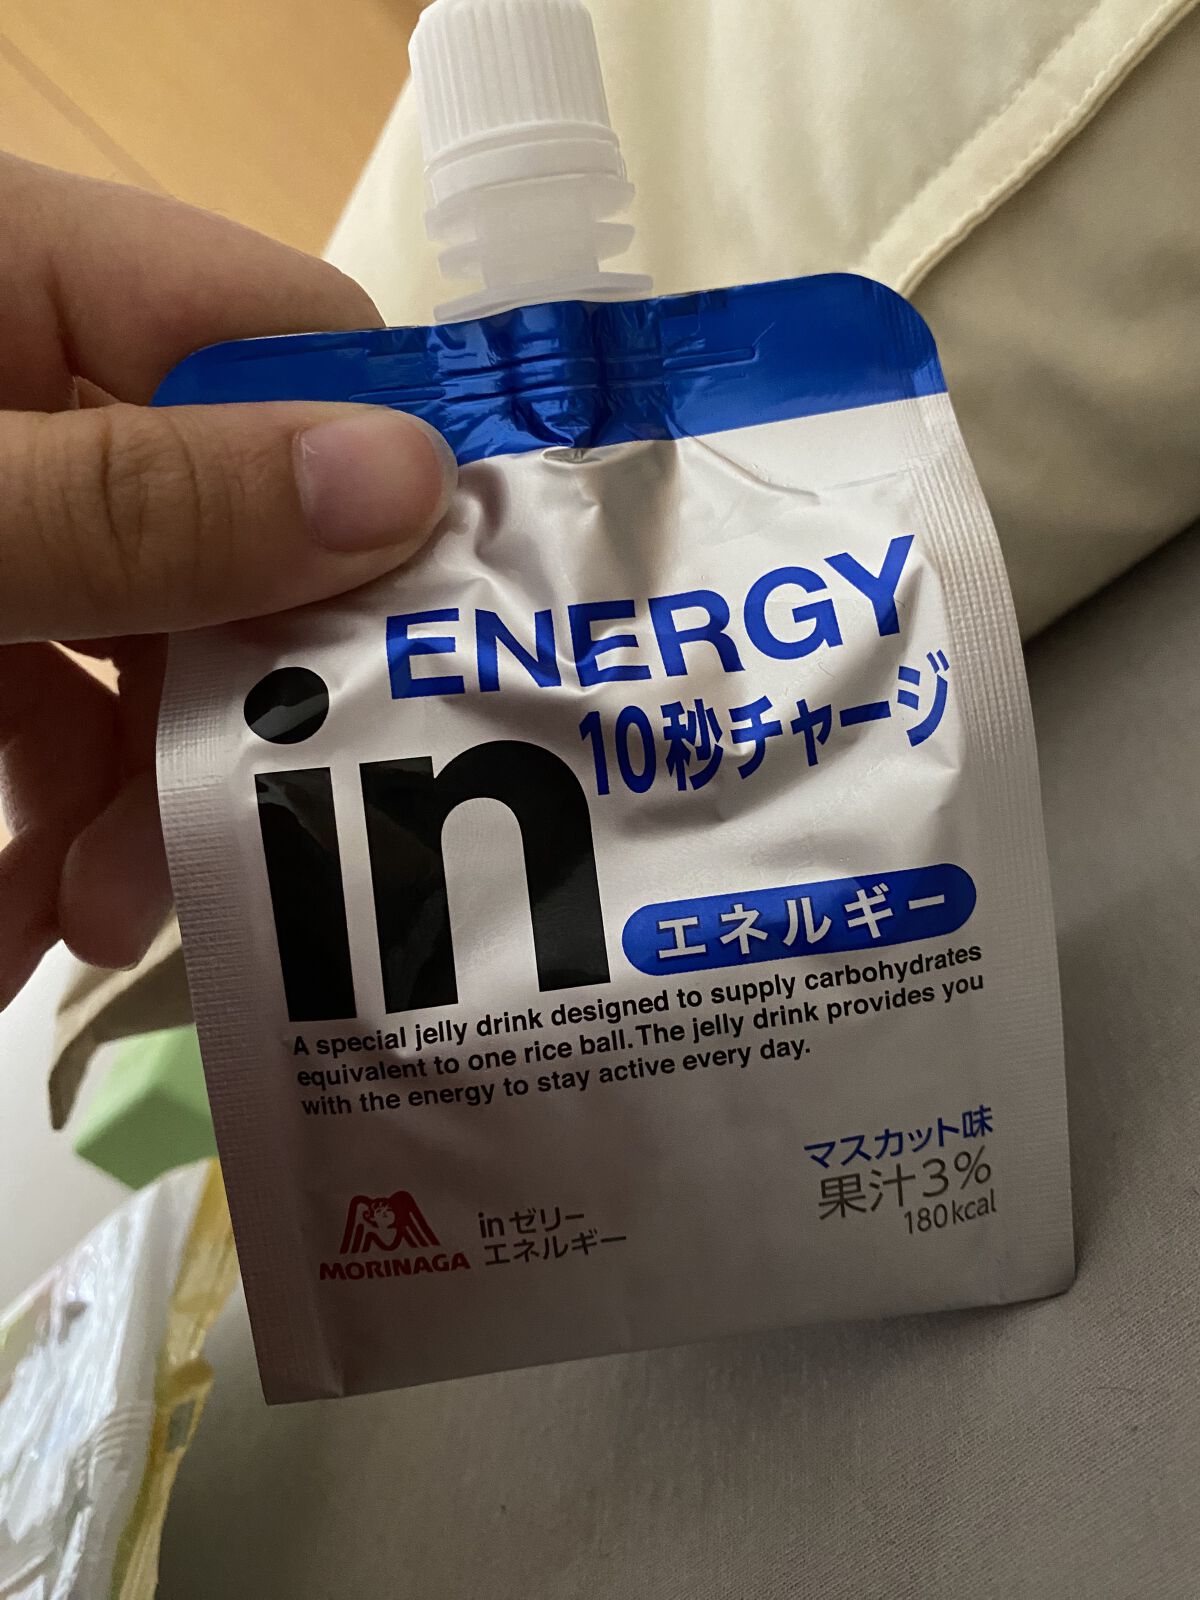 ENERGY
10秒チャージ
in
エネルギー
A special jelly drink designed to supply carbohydrates
equivalent to one rice ball. The jelly drink provides you
with the energy to stay active every day.
マスカット味
果汁3%
180kcal
MORINAGA
inゼリー
エネルギー